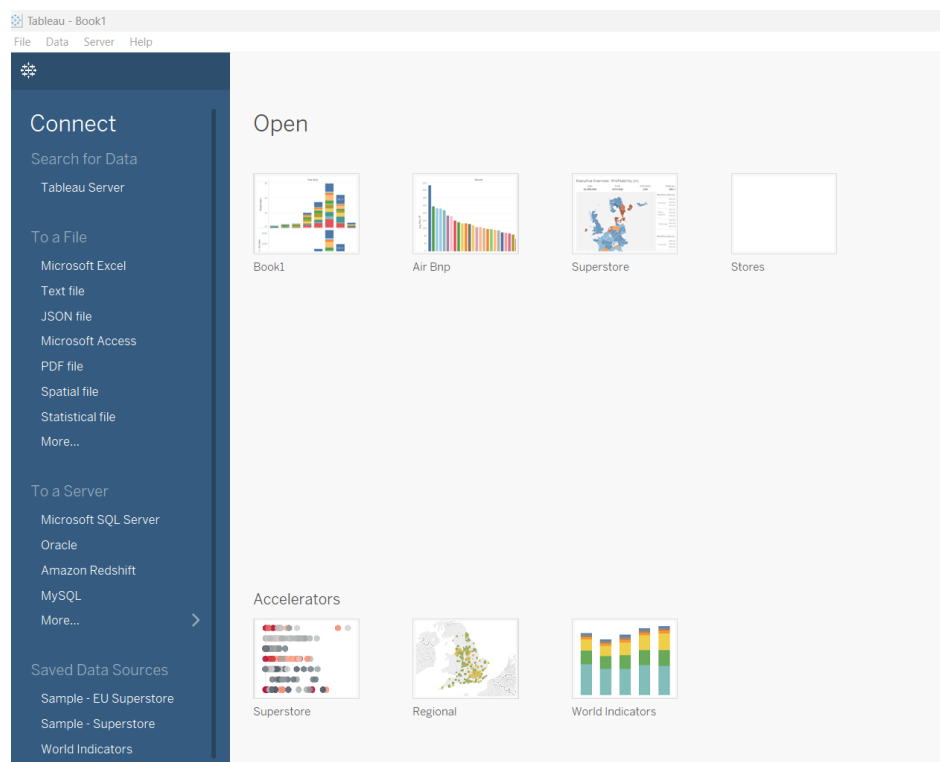 Tableau - Book1
File Data Server Help
Connect
Search for Data
Tableau Server
To a File
Microsoft Excel
Text file
JSON file
Microsoft Access
PDF file
Spatial file
Statistical file
More...
To a Server
Microsoft SQL Server
Oracle
Amazon Redshift
MySQL
More...
Saved Data Sources
Sample - EU Superstore
Sample - Superstore
World Indicators
Open
Book1
Air Bnp
Superstore
Stores
Accelerators
Superstore
Regional
World Indicators